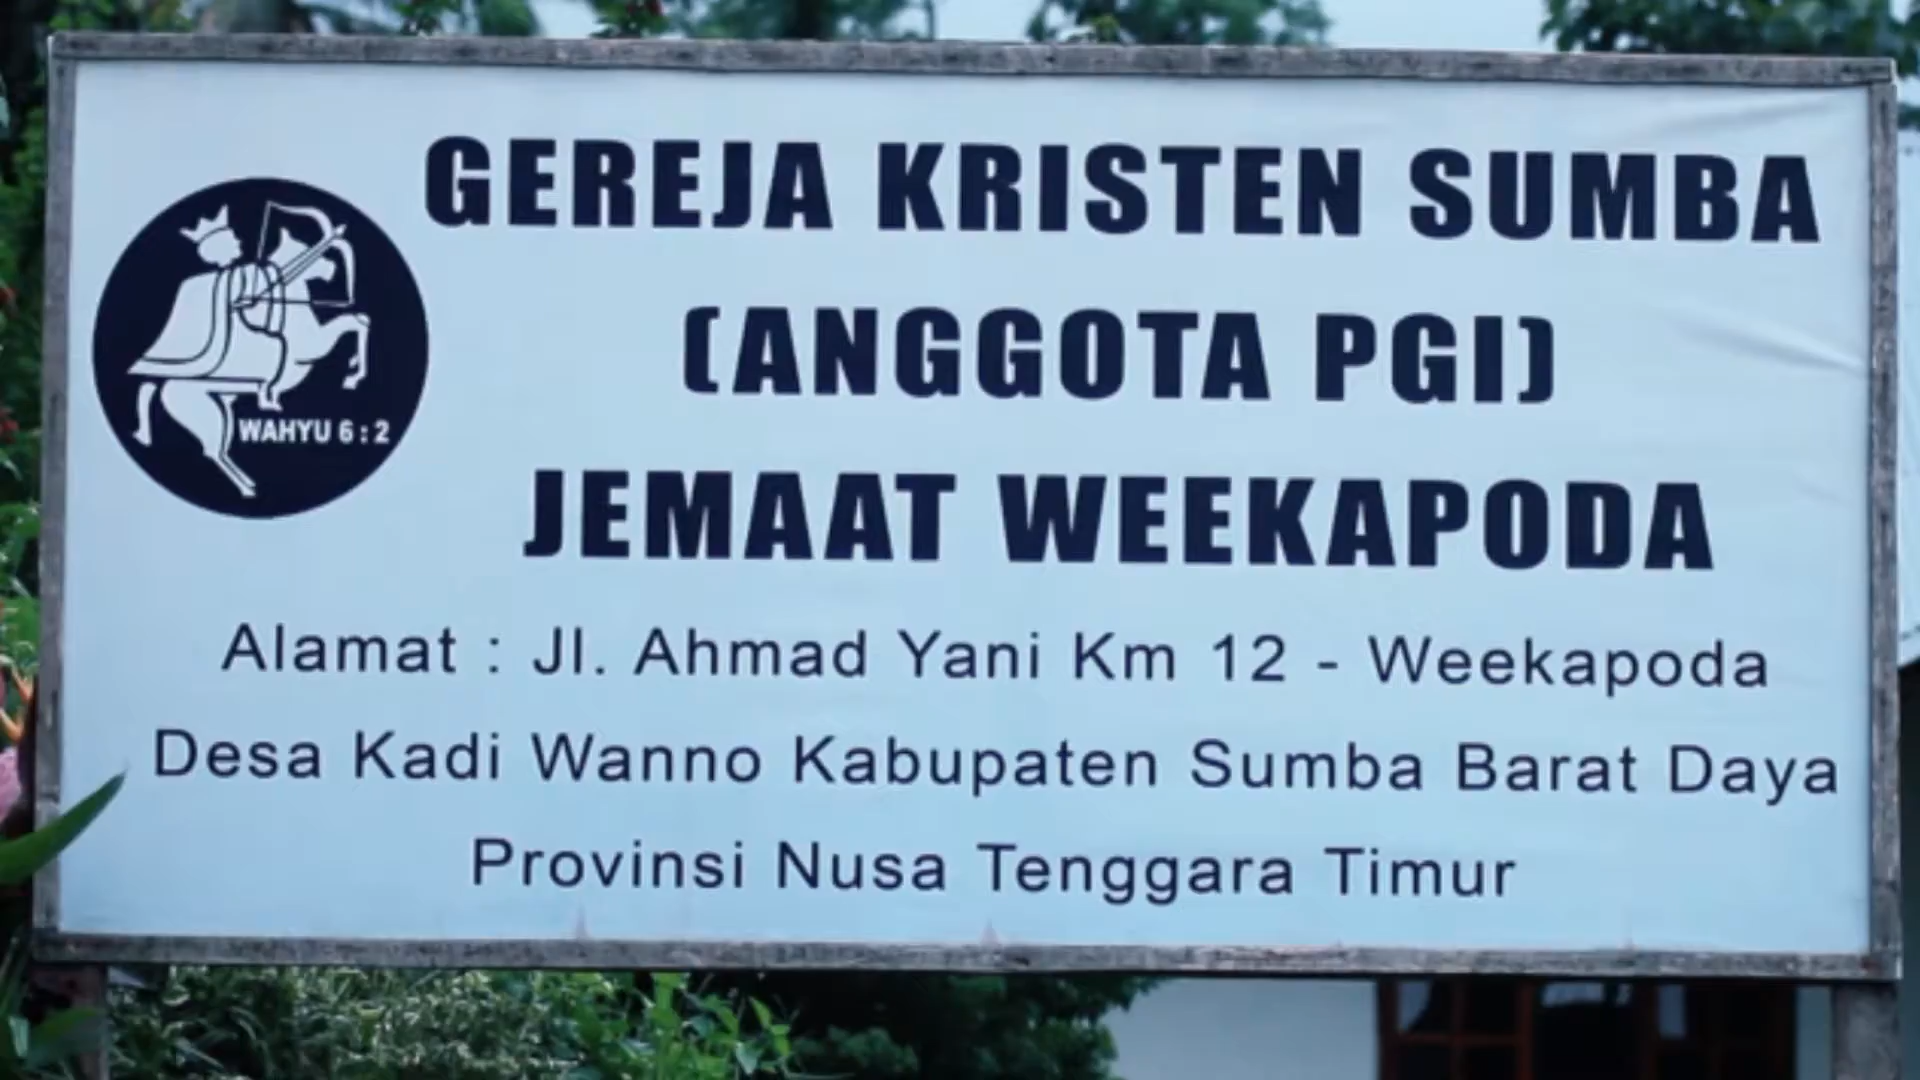 GEREJA KRISTEN SUMBA
(ANGGOTA PGI)
JEMAAT WEEKAPODA
WAHYU 6 : 2
Alamat : Jl. Ahmad Yani Km 12 - Weekapoda
Desa Kadi Wanno Kabupaten Sumba Barat Daya
Provinsi Nusa Tenggara Timur